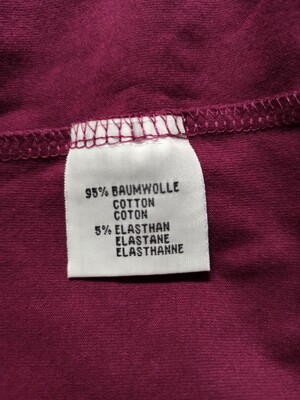 95% BAUMWOLLE
COTTON
COTON
5% ELASTHAN
ELASTANE
ELASTHANNE